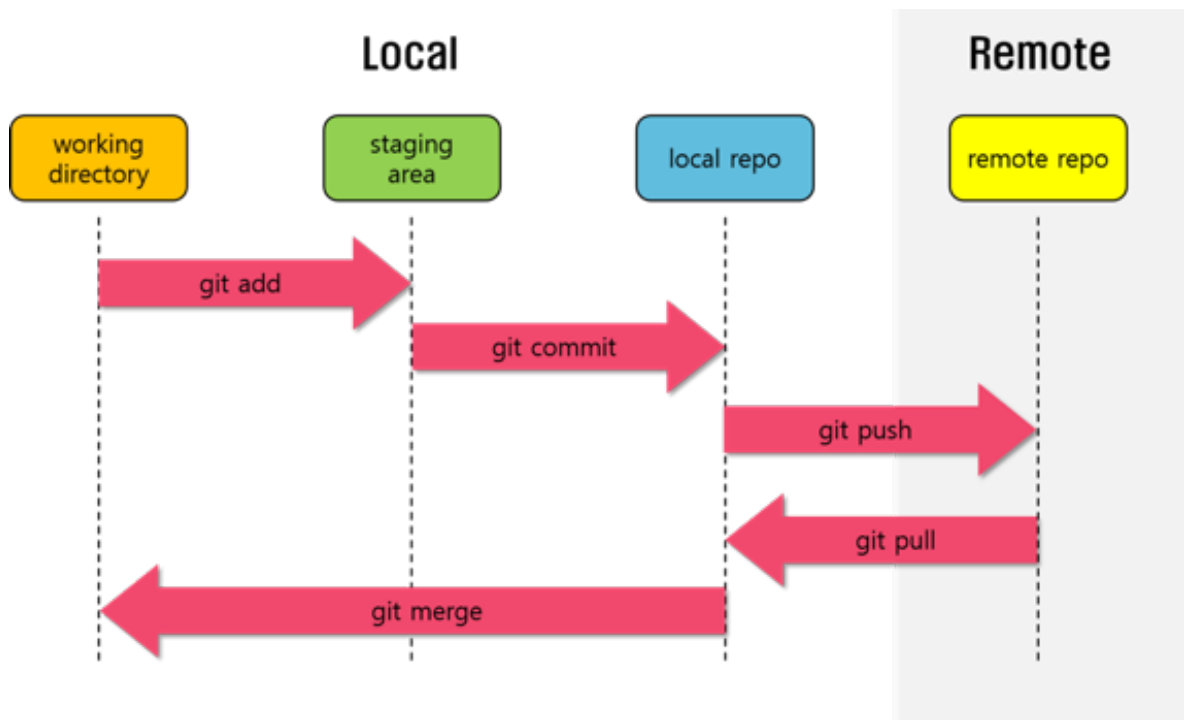 Local
Remote
working
directory
staging
area
local repo
remote repo
git add
git commit
git push
git pull
git merge